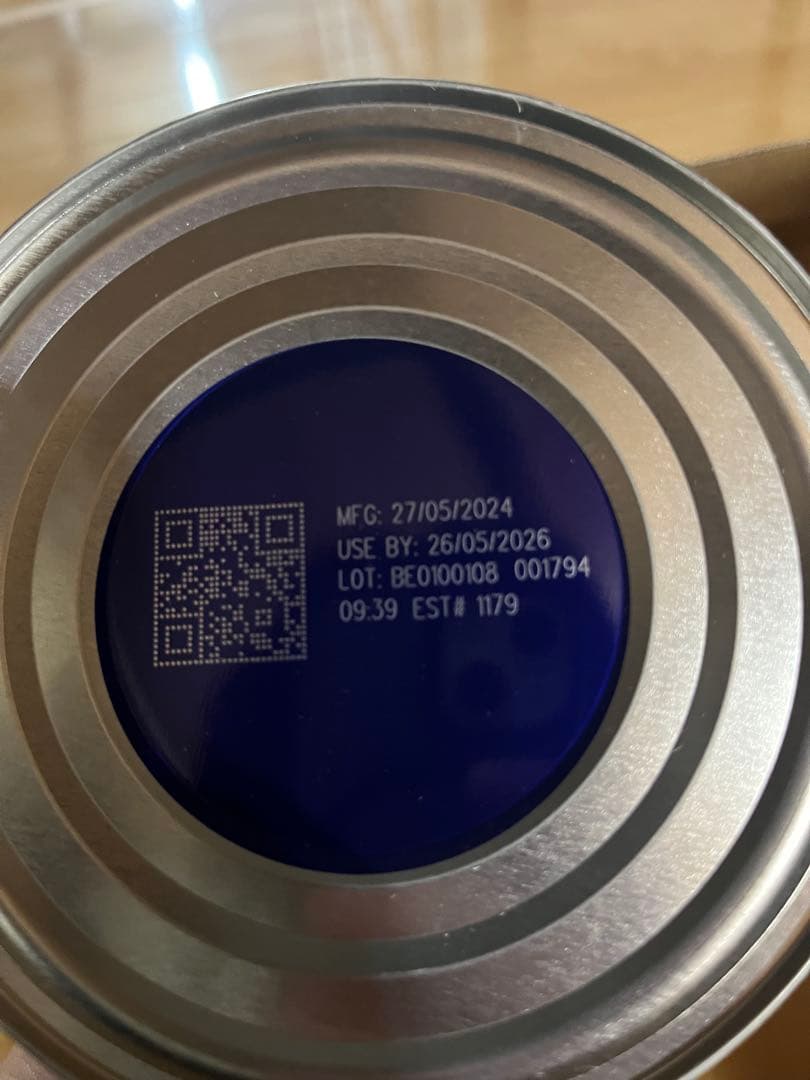 MFG: 27/05/2024
USE BY: 26/05/2026
LOT: BE0100108 001794
09:39 EST# 1179